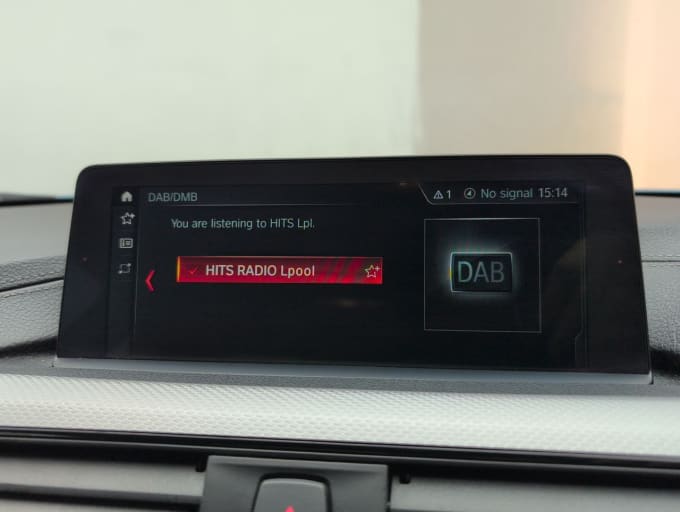 DAB/DMB
1 No signal 15:14
You are listening to HITS Lpl.
HITS RADIO Lpool
DAB